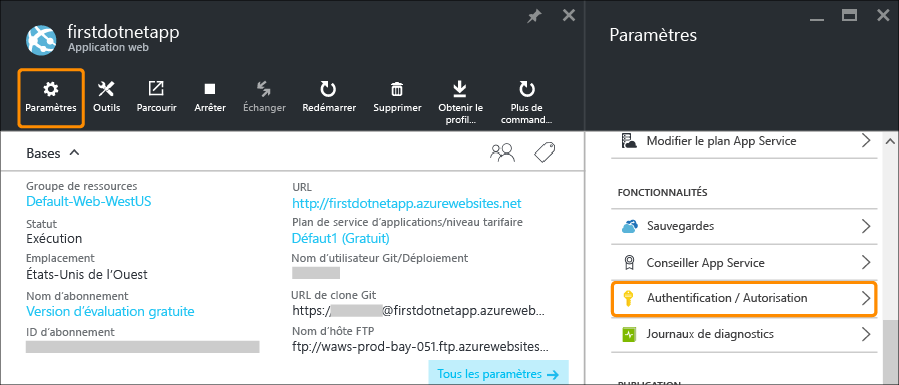 firstdotnetapp
Application web
Paramètres
Outils
Parcourir
Arrêter
Échanger
Redémarrer
Supprimer
Obtenir le
profil...
Plus de
command...
Bases
Groupe de ressources
Default-Web-WestUS
Statut
Exécution
Emplacement
États-Unis de l'Ouest
Nom d'abonnement
Version d'évaluation gratuite
ID d'abonnement
URL
http://firstdotnetapp.azurewebsites.net
Plan de service d'applications/niveau tarifaire
Défaut1 (Gratuit)
Nom d'utilisateur Git/Déploiement
URL de clone Git
https:/ @firstdotnetapp.azureweb...
Nom d'hôte FTP
ftp://waws-prod-bay-051.ftp.azurewebsites...
Tous les paramètres →
Paramètres
Modifier le plan App Service
FONCTIONNALITÉS
Sauvegardes
Conseiller App Service
Authentification / Autorisation
Journaux de diagnostics
PUBLICATION